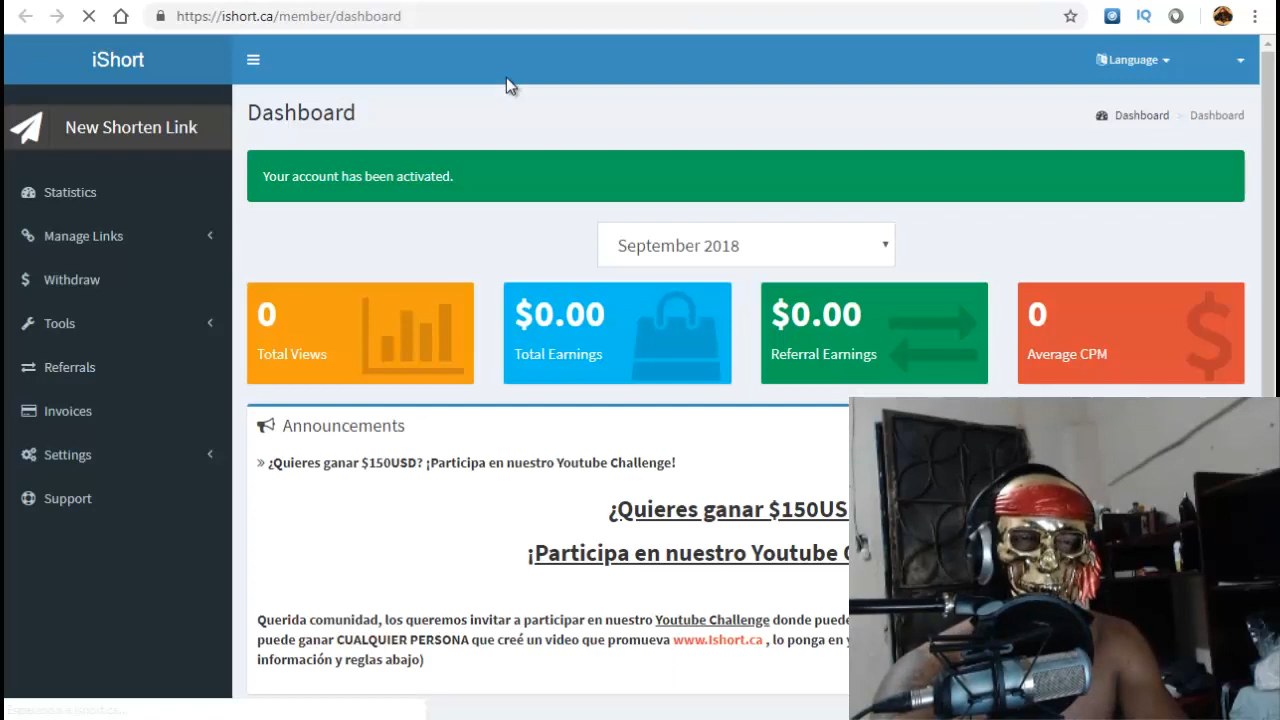 https://ishort.ca/member/dashboard
IQ
iShort
Language
New Shorten Link
Dashboard
Dashboard > Dashboard
Your account has been activated.
Statistics
Manage Links
September 2018
Withdraw
0
$0.00
$0.00
0
Tools
Total Views
Total Earnings
Referral Earnings
Average CPM
Referrals
Invoices
Announcements
Settings
» ¿Quieres ganar $150USD? ¡Participa en nuestro Youtube Challenge!
Support
¿Quieres ganar $150US
¡Participa en nuestro Youtube
Querida comunidad, los queremos invitar a participar en nuestro Youtube Challenge donde puede
puede ganar CUALQUIER PERSONA que creé un video que promueva www.Ishort.ca , lo ponga en
información y reglas abajo)